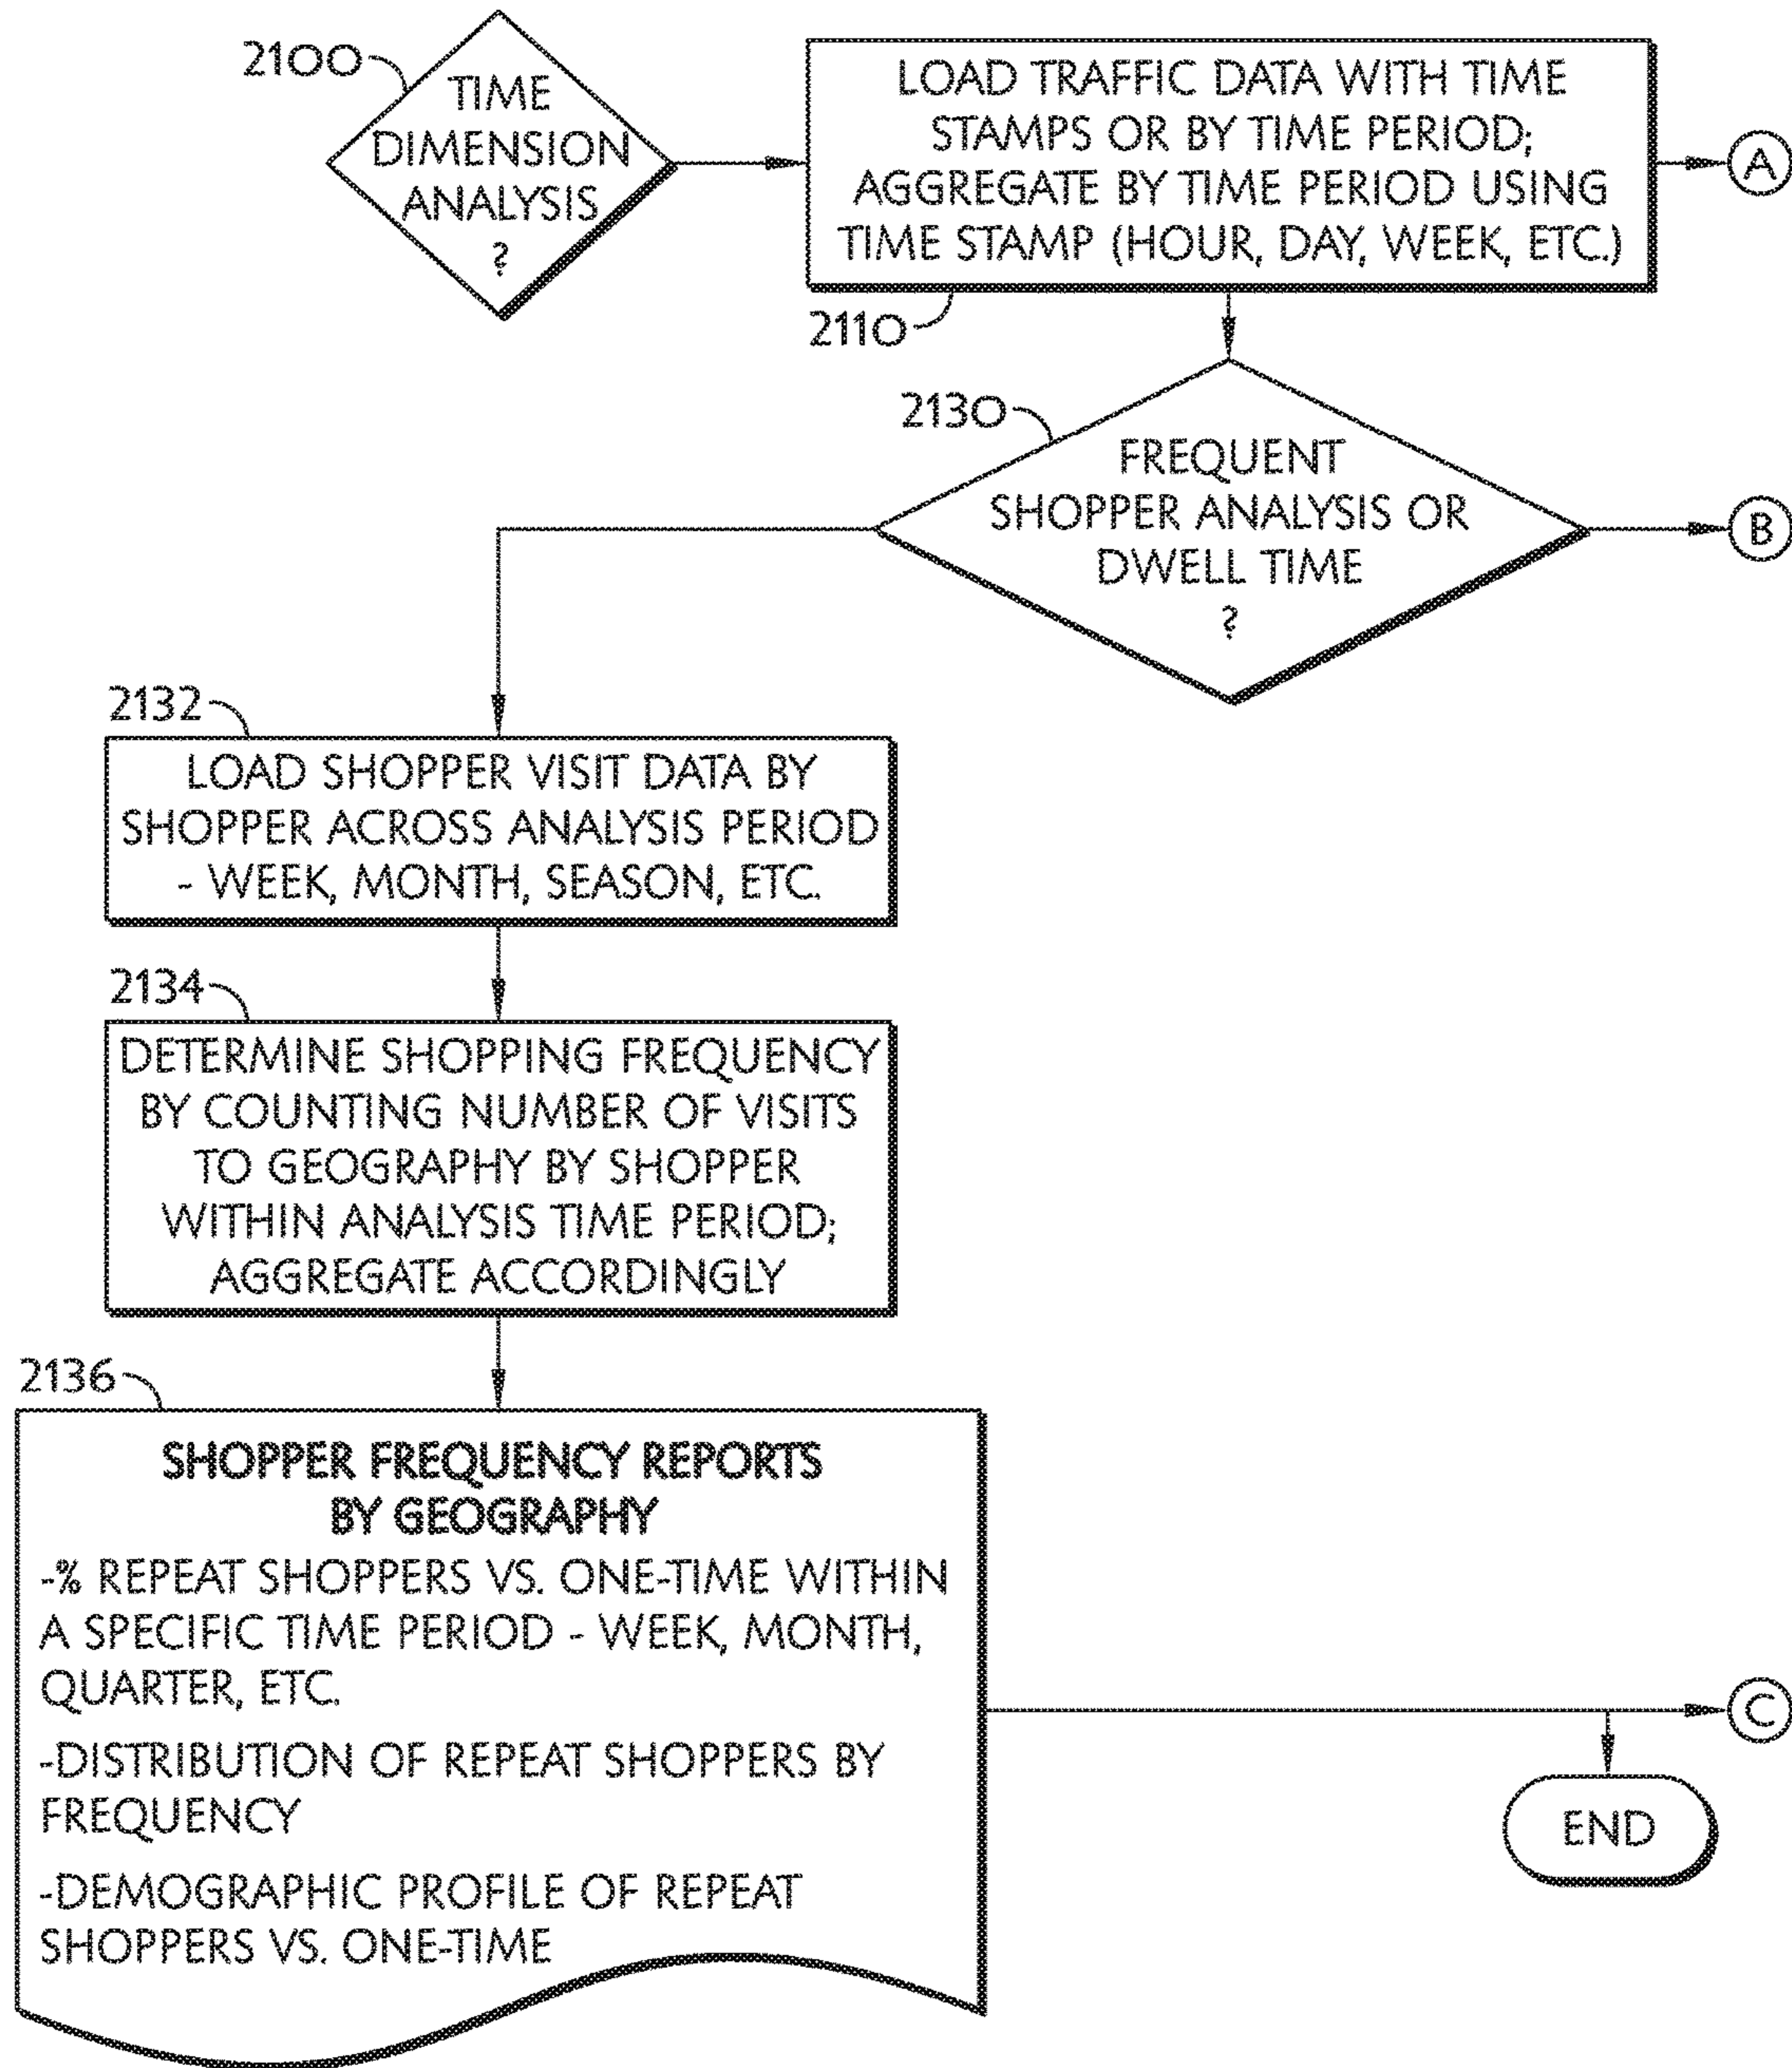 2100
TIME
DIMENSION
ANALYSIS
?
LOAD TRAFFIC DATA WITH TIME
STAMPS OR BY TIME PERIOD;
AGGREGATE BY TIME PERIOD USING
TIME STAMP (HOUR, DAY, WEEK, ETC.)
A
2110
2130
FREQUENT
SHOPPER ANALYSIS OR
DWELL TIME
?
B
2132
LOAD SHOPPER VISIT DATA BY
SHOPPER ACROSS ANALYSIS PERIOD
- WEEK, MONTH, SEASON, ETC.
2134
DETERMINE SHOPPING FREQUENCY
BY COUNTING NUMBER OF VISITS
TO GEOGRAPHY BY SHOPPER
WITHIN ANALYSIS TIME PERIOD;
AGGREGATE ACCORDINGLY
2136
SHOPPER FREQUENCY REPORTS
BY GEOGRAPHY
-% REPEAT SHOPPERS VS. ONE-TIME WITHIN
A SPECIFIC TIME PERIOD - WEEK, MONTH,
QUARTER, ETC.
-DISTRIBUTION OF REPEAT SHOPPERS BY
FREQUENCY
-DEMOGRAPHIC PROFILE OF REPEAT
SHOPPERS VS. ONE-TIME
C
END